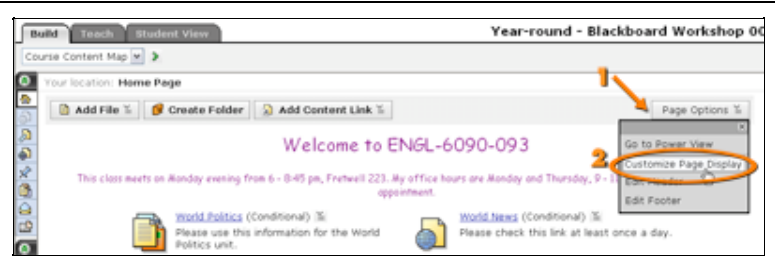 Build Teach Student View Year-round - Blackboard Workshop
Course Content Map
Your location: Home Page
1
Add File Create Folder Add Content Link Page Options
Go to Power View
Welcome to ENGL-6090-093
2 Customize Page Display
This class meets on Monday evening from 6 - 8:45 pm, Fretwell 223. My office hours are Monday and Thursday, 9 -
Edit Header
appointment.
Edit Footer
World Politics (Conditional) World News (Conditional)
Please use this information for the World Please check this link at least once a day.
Politics unit.